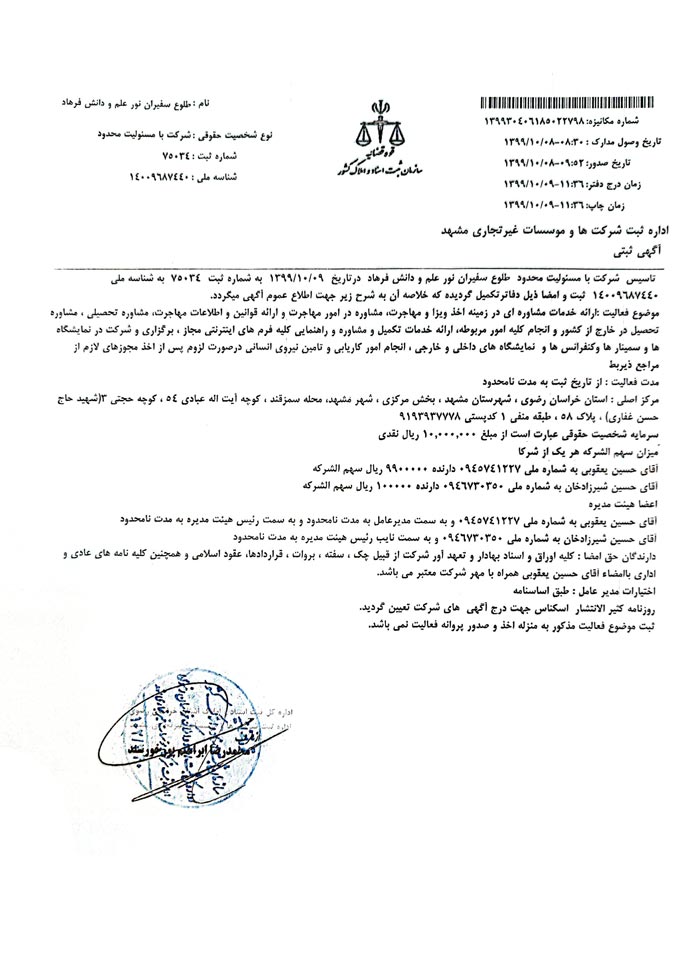 شماره مکانیزه: ۱۳۹۹۳۰۴۰۶۱۸۵۰۲۲۷۹۸
تاریخ وصول مدارک : ۰۸:۳۰-۱۳۹۹/۱۰/۰۸
تاریخ صدور: ۰۹:۵۲-۱۳۹۹/۱۰/۰۸
زمان درج دفتر: ۱۱:۳۶-۱۳۹۹/۱۰/۰۹
زمان چاپ: ۱۱:۳۶-۱۳۹۹/۱۰/۰۹
قوه قضائیه
سازمان ثبت اسناد و املاک کشور
نام : طلوع سفیران نور علم و دانش فرهاد
نوع شخصیت حقوقی : شرکت با مسئولیت محدود
شماره ثبت : ۷۵۰۳۴
شناسه ملی : ۱۴۰۰۹۶۸۷۴۴۰
اداره ثبت شرکت ها و موسسات غیرتجاری مشهد
آگهی ثبتی
تاسیس شرکت با مسئولیت محدود طلوع سفیران نور علم و دانش فرهاد درتاریخ ۱۳۹۹/۱۰/۰۹ به شماره ثبت ۷۵۰۳۴ به شناسه ملی
۱۴۰۰۹۶۸۷۴۴۰ ثبت و امضا ذیل دفاترتکمیل گردیده که خلاصه آن به شرح زیر جهت اطلاع عموم آگهی میگردد.
موضوع فعالیت :ارائه خدمات مشاوره ای در زمینه اخذ ویزا و مهاجرت، مشاوره در امور مهاجرت و ارائه قوانین و اطلاعات مهاجرت، مشاوره تحصیلی ، مشاوره
تحصیل در خارج از کشور و انجام کلیه امور مربوطه، ارائه خدمات تکمیل و مشاوره و راهنمایی کلیه فرم های اینترنتی مجاز ، برگزاری و شرکت در نمایشگاه
ها و سمینار ها وکنفرانس ها و نمایشگاه های داخلی و خارجی ، انجام امور کاریابی و تامین نیروی انسانی درصورت لزوم پس از اخذ مجوزهای لازم از
مراجع ذیربط
مدت فعالیت : از تاریخ ثبت به مدت نامحدود
مرکز اصلی : استان خراسان رضوی ، شهرستان مشهد ، بخش مرکزی ، شهر مشهد، محله سمزقند ، کوچه آیت اله عبادی ۵۴ ، کوچه حجتی ۳(شهید حاج
حسن غفاری) ، پلاک ۵۸ ، طبقه منفی ۱ کدپستی ۹۱۹۳۹۳۷۷۷۸
سرمایه شخصیت حقوقی عبارت است از مبلغ ۱۰,۰۰۰,۰۰۰ ریال نقدی
میزان سهم الشرکه هر یک از شرکا
آقای حسین یعقوبی به شماره ملی ۰۹۴۵۷۴۱۲۲۷ دارنده ۹۹۰۰۰۰۰ ریال سهم الشرکه
آقای حسین شیرزادخان به شماره ملی ۰۹۴۶۷۳۰۳۵۰ دارنده ۱۰۰۰۰۰ ریال سهم الشرکه
اعضا هیئت مدیره
آقای حسین یعقوبی به شماره ملی ۰۹۴۵۷۴۱۲۲۷ و به سمت مدیرعامل به مدت نامحدود و به سمت رئیس هیئت مدیره به مدت نامحدود
آقای حسین شیرزادخان به شماره ملی ۰۹۴۶۷۳۰۳۵۰ و به سمت نایب رئیس هیئت مدیره به مدت نامحدود
دارندگان حق امضا : کلیه اوراق و اسناد بهادار و تعهد آور شرکت از قبیل چک ، سفته ، بروات ، قراردادها، عقود اسلامی و همچنین کلیه نامه های عادی و
اداری باامضاء آقای حسین یعقوبی همراه با مهر شرکت معتبر می باشد.
اختیارات مدیر عامل : طبق اساسنامه
روزنامه کثیر الانتشار اسکناس جهت درج آگهی های شرکت تعیین گردید.
ثبت موضوع فعالیت مذکور به منزله اخذ و صدور پروانه فعالیت نمی باشد.
اداره کل ثبت اسناد
اداره ثبت
محمدرضا ابراهیم پور خورسند